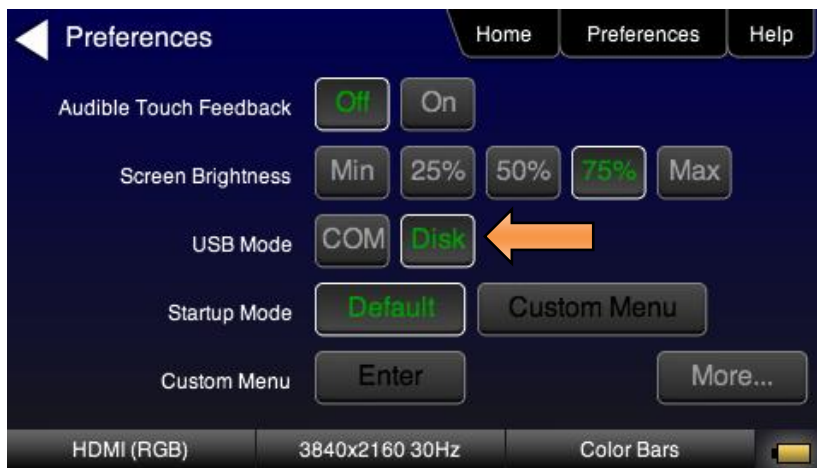 Preferences Home Preferences Help
Audible Touch Feedback Off On
Screen Brightness Min 25% 50% 75% Max
USB Mode COM Disk
Startup Mode Default Custom Menu
Custom Menu Enter More...
HDMI (RGB) 3840x2160 30Hz Color Bars